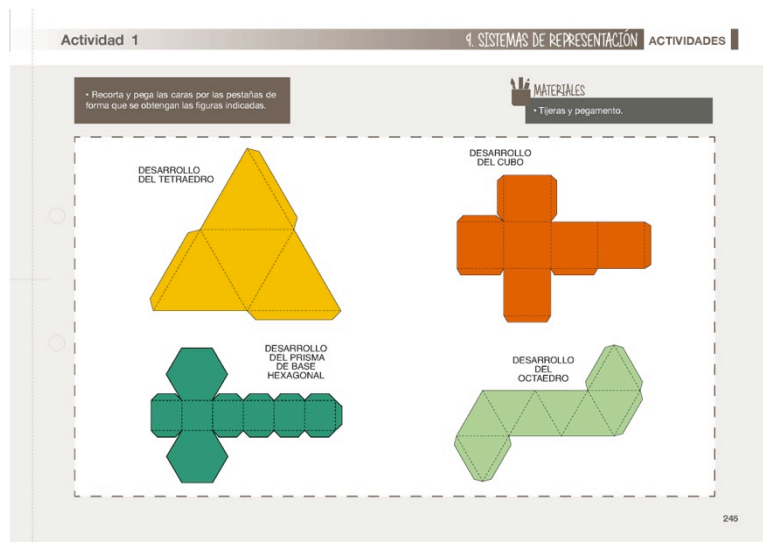 Actividad 1
9. SISTEMAS DE REPRESENTACIÓN ACTIVIDADES
• Recorta y pega las caras por las pestañas de
forma que se obtengan las figuras indicadas.
MATERIALES
• Tijeras y pegamento.
DESARROLLO
DEL TETRAEDRO
DESARROLLO
DEL CUBO
DESARROLLO
DEL PRISMA
DE BASE
HEXAGONAL
DESARROLLO
DEL
OCTAEDRO
245